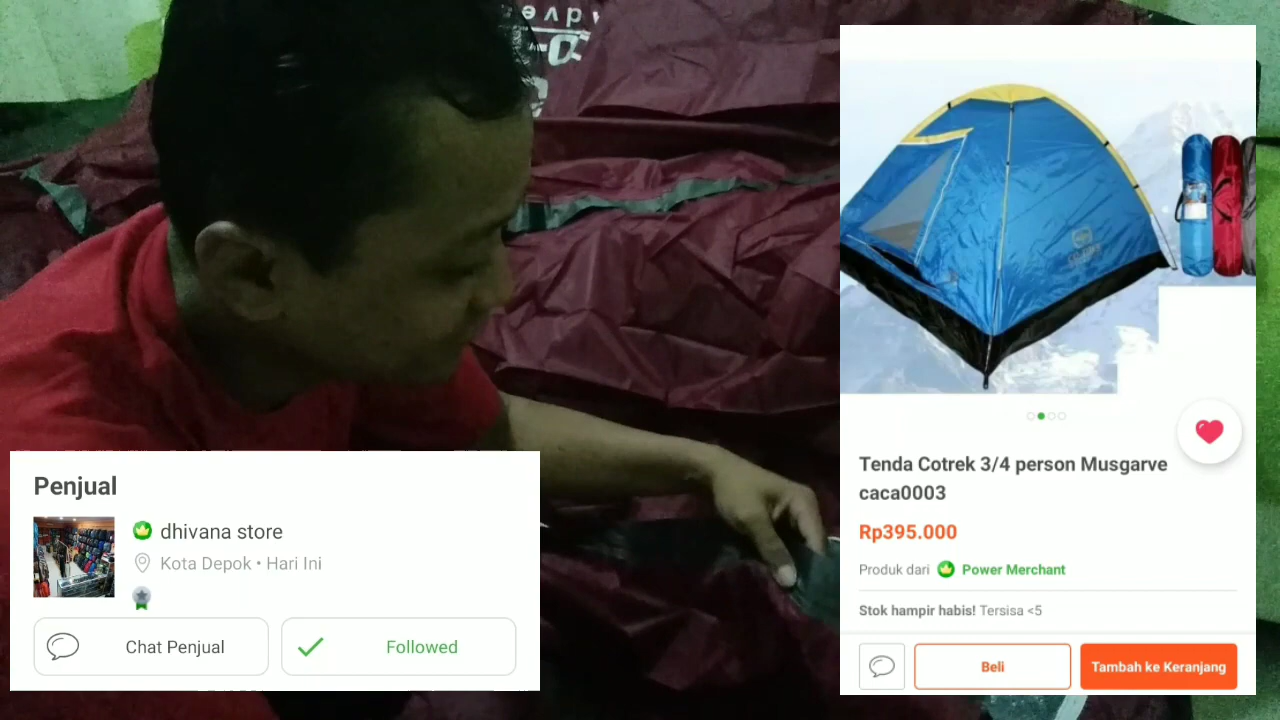 Penjual
dhivana store
Kota Depok • Hari Ini
Chat Penjual
Followed
Tenda Cotrek 3/4 person Musgarve
caca0003
Rp395.000
Produk dari Power Merchant
Stok hampir habis! Tersisa <5
Beli
Tambah ke Keranjang